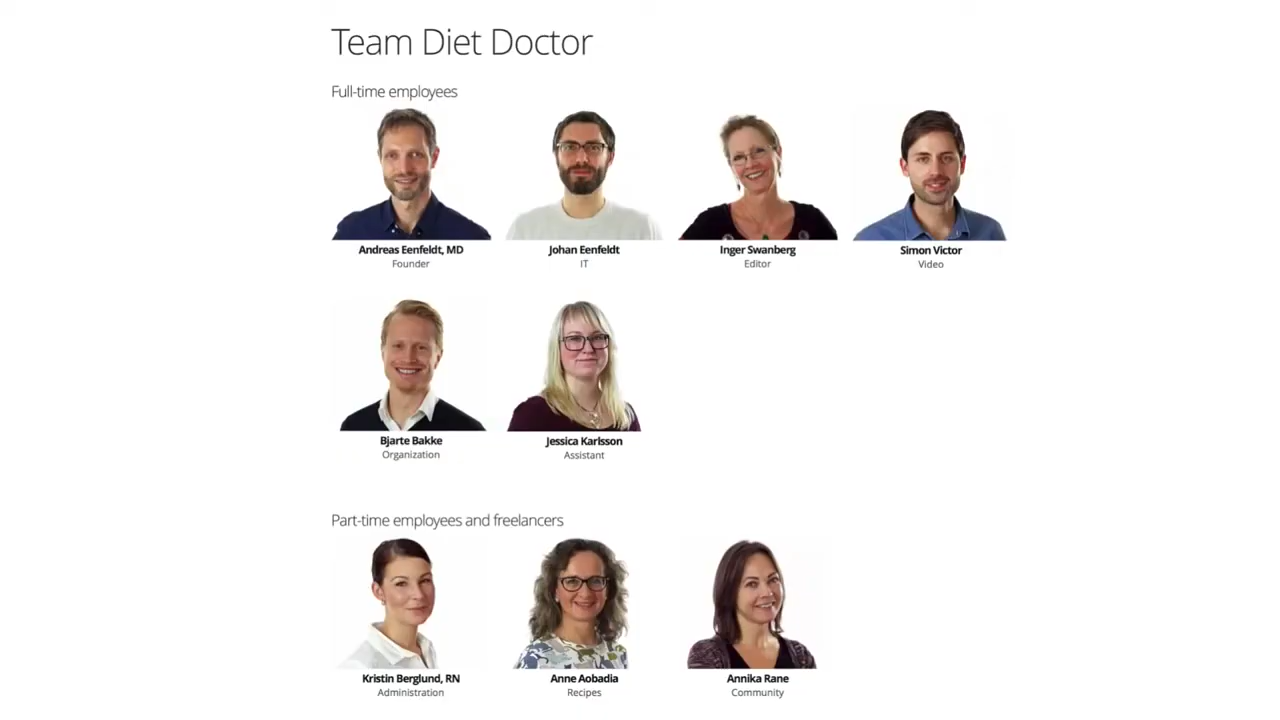 Team Diet Doctor
Full-time employees
Andreas Eenfeldt, MD
Founder
Johan Eenfeldt
IT
Inger Swanberg
Editor
Simon Victor
Video
Bjarte Bakke
Organization
Jessica Karlsson
Assistant
Part-time employees and freelancers
Kristin Berglund, RN
Administration
Anne Aobadia
Recipes
Annika Rane
Community